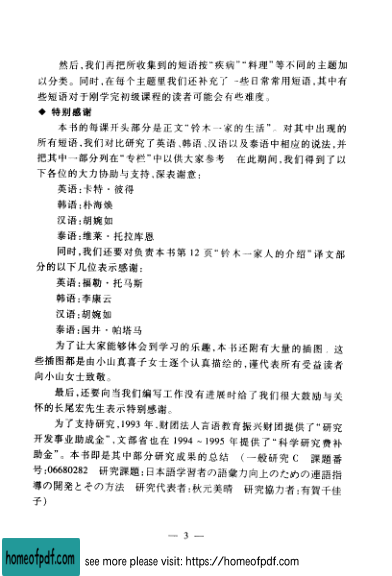 然后,我们再把所收集到的短语按“疾病”“料理”等不同的主题加
以分类。同时,在每个主题里我们还补充了一些日常常用短语,其中有
些短语对于刚学完初级课程的读者可能会有些难度。
◆ 特别感谢
本书的每课开头部分是正文“铃木一家的生活”。对其中出现的
所有短语,我们对比研究了英语、韩语、汉语以及泰语中相应的说法,并
把其中一部分列在“专栏”中以供大家参考 在此期间,我们得到了以
下各位的大力协助与支持、深表谢意:
英语:卡特·彼得
韩语:朴海焕
汉语:胡婉如
泰语:维莱·托拉库恩
同时,我们还要对负责本书第12页“铃木一家人的介绍”译文部
分的以下几位表示感谢:
英语:福勒·托马斯
韩语:李康云
汉语:胡婉如
泰语:国井·帕塔马
为了让大家能够体会到学习的乐趣,本书还附有大量的插图。这
些插图都是由小山真喜子女士逐个认真描绘的,谨代表所有受益读者
向小山女士致敬。
最后,还要向当我们编写工作没有进展时给了我们很大鼓励与关
怀的长尾宏先生表示特别感谢。
为了支持研究,1993年,财团法人言语教育振兴财团提供了“研究
开发事业助成金”,文部省也在1994~1995年提供了“科学研究费补
助金”。本书即是其中部分研究成果的总结 (一般研究C 課題番
号:06680282 研究課題:日本語学習者の語彙力向上のための連語指
導の開発とその方法 研究代表者:秋元美晴 研究協力者:有賀千佳
子)
— 3 —
homeofpdf.com
see more please visit: https://homeofpdf.com